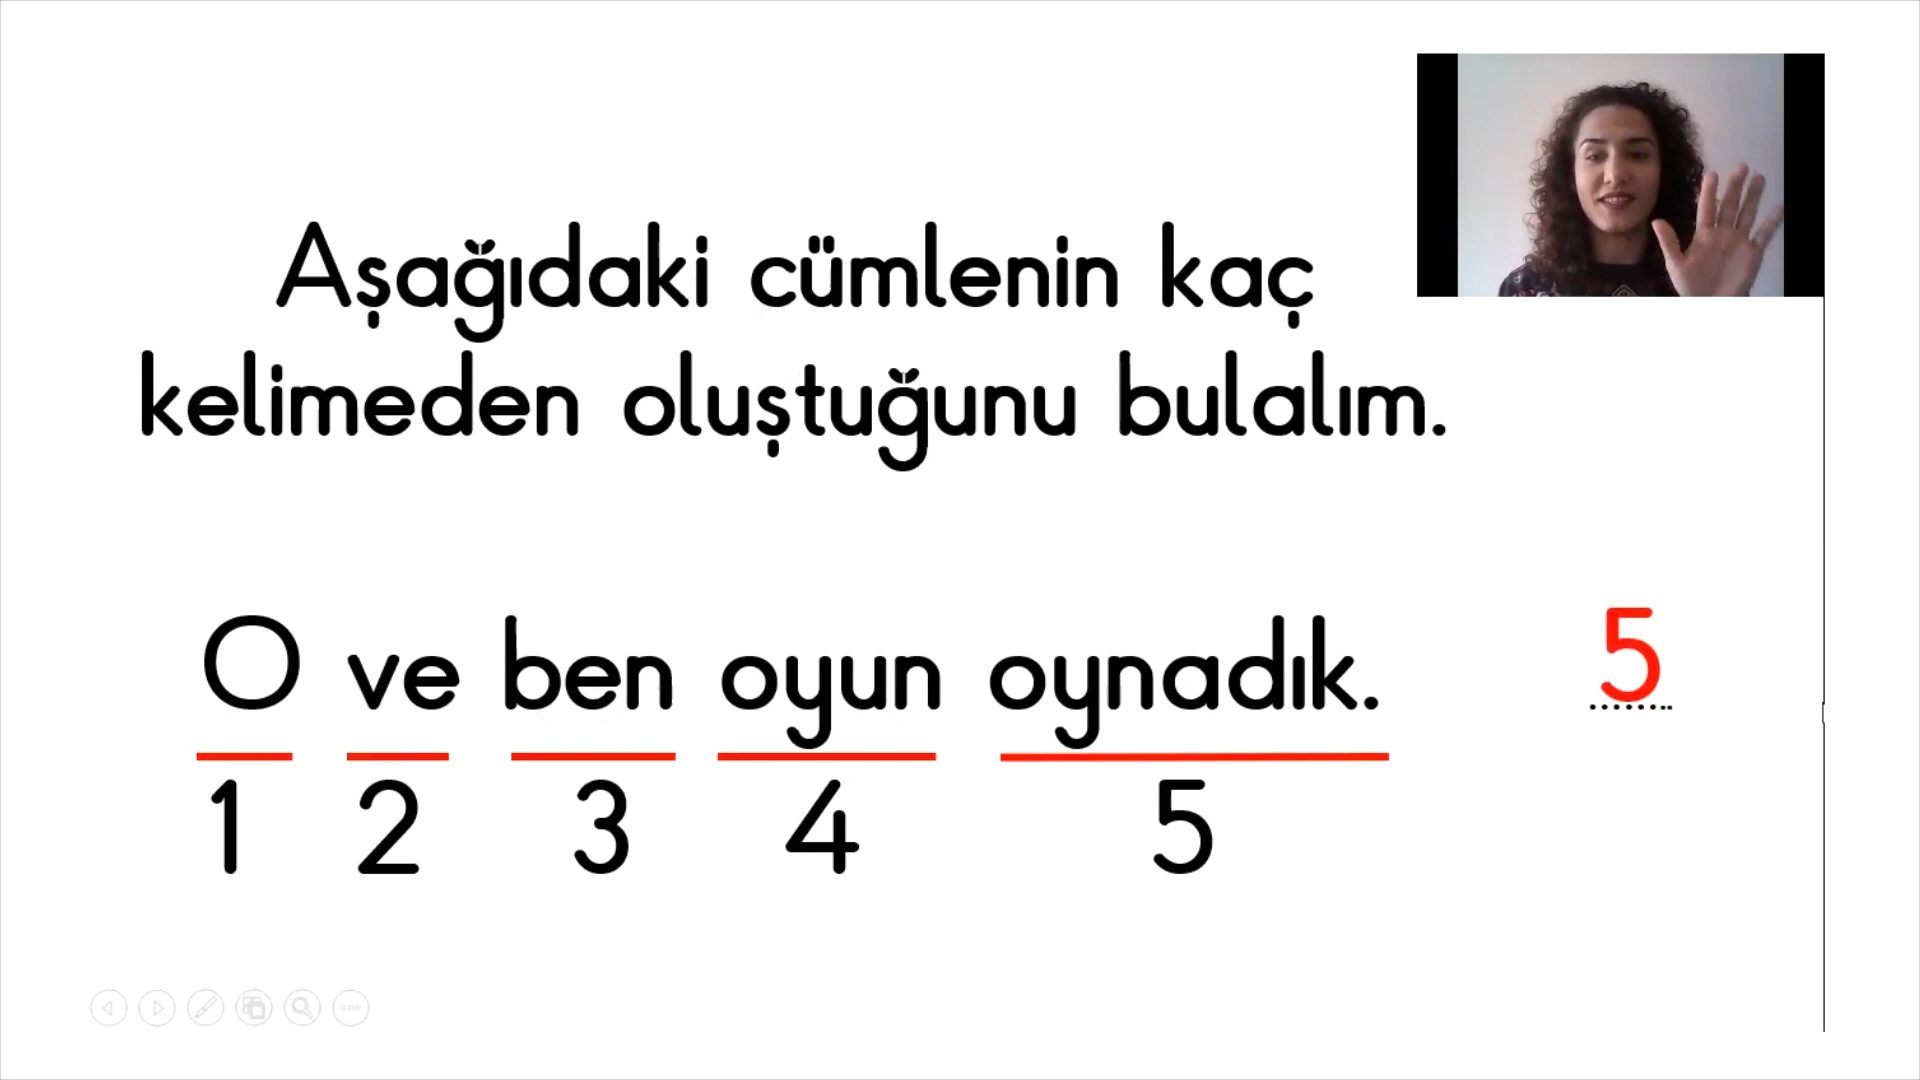 Aşağıdaki cümlenin kaç
kelimeden oluştuğunu bulalım.
O ve ben oyun oynadık. 5
1 2 3 4 5